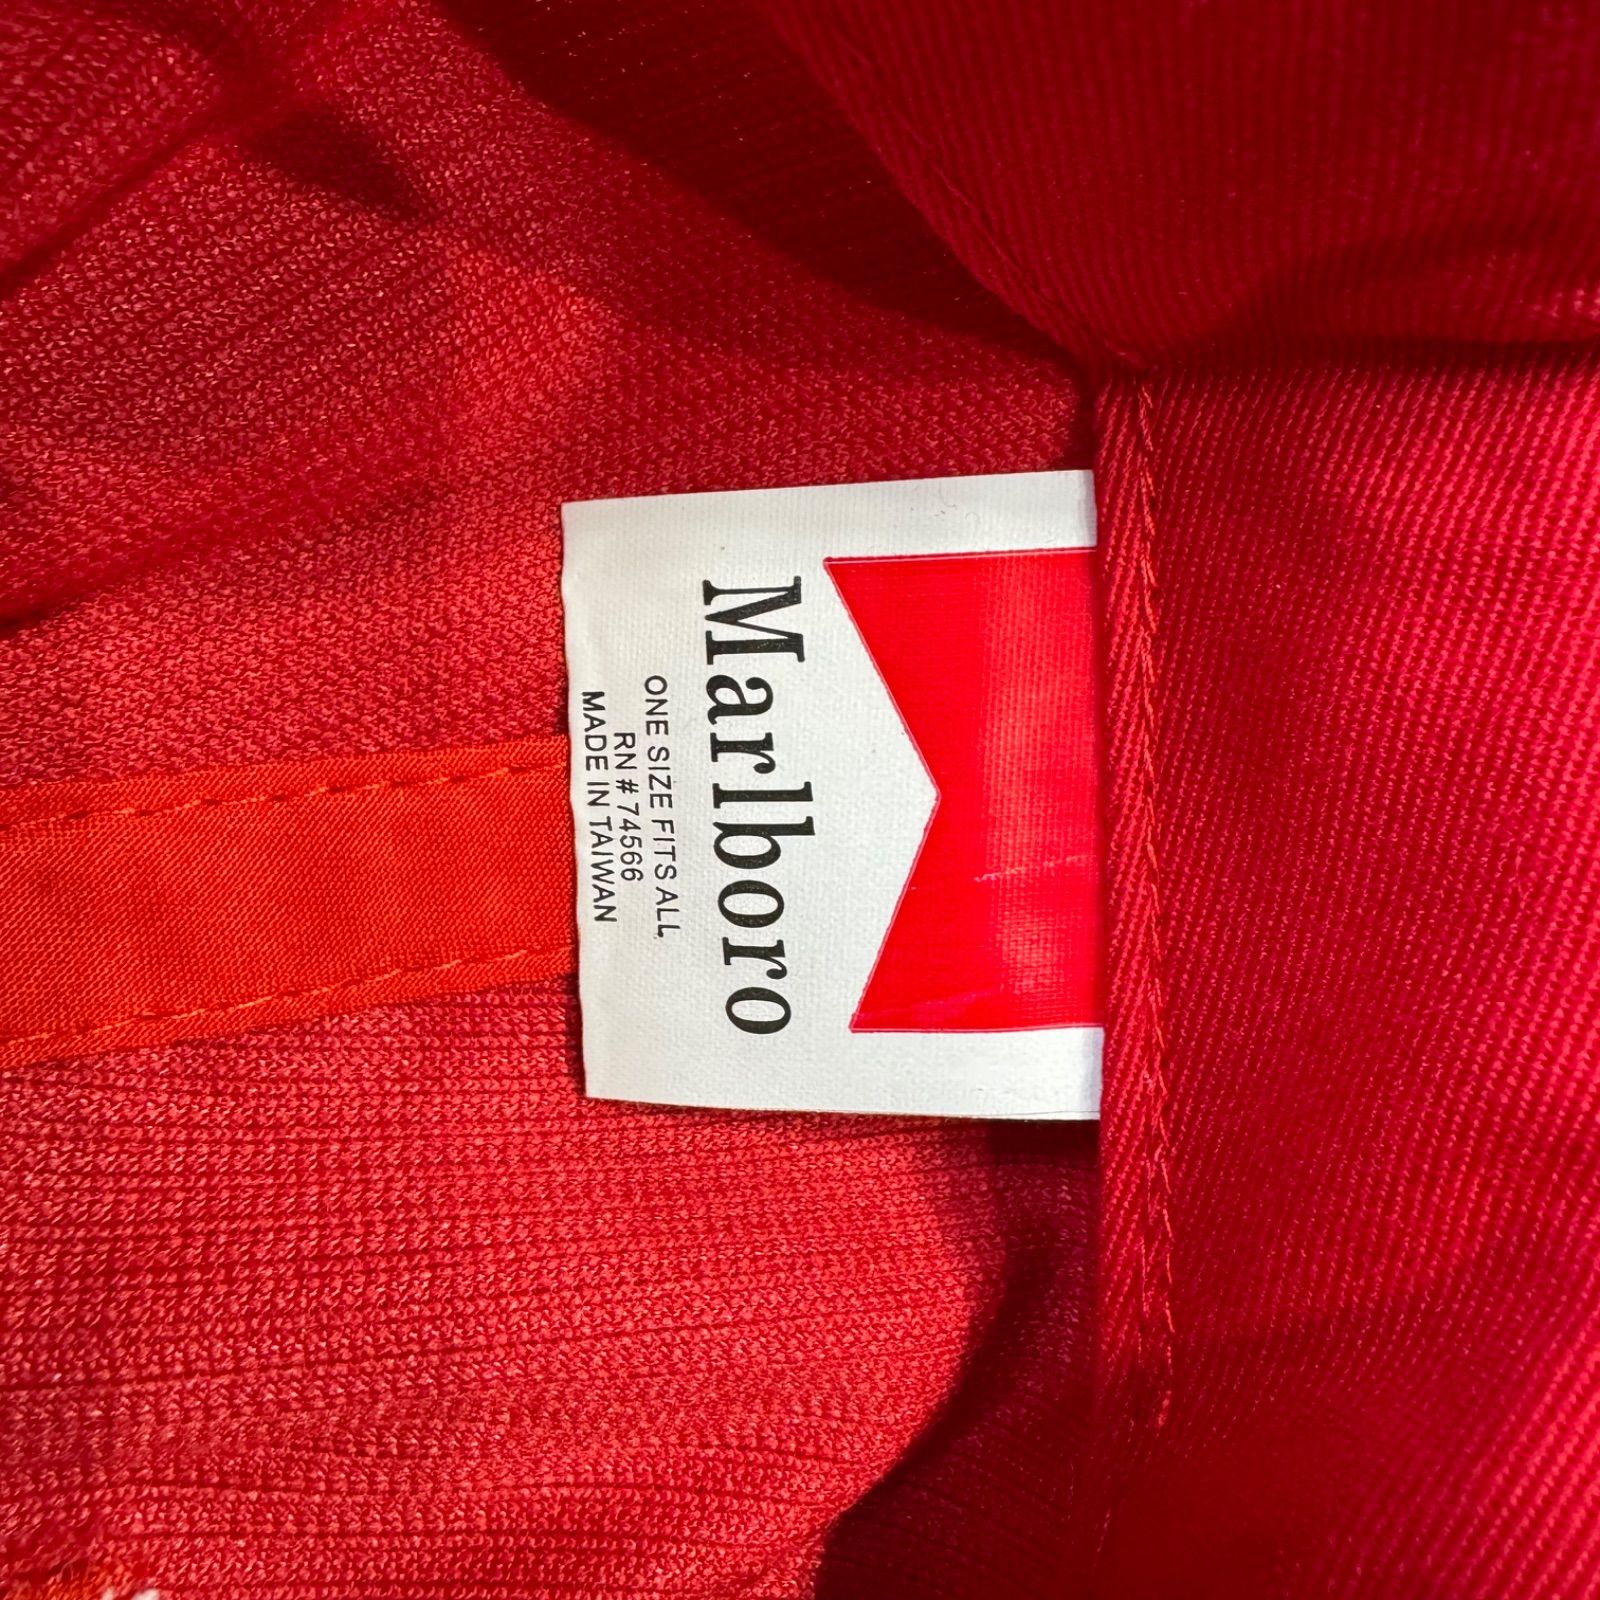 Marlboro
ONE SIZE FITS ALL
RN # 74566
MADE IN TAIWAN